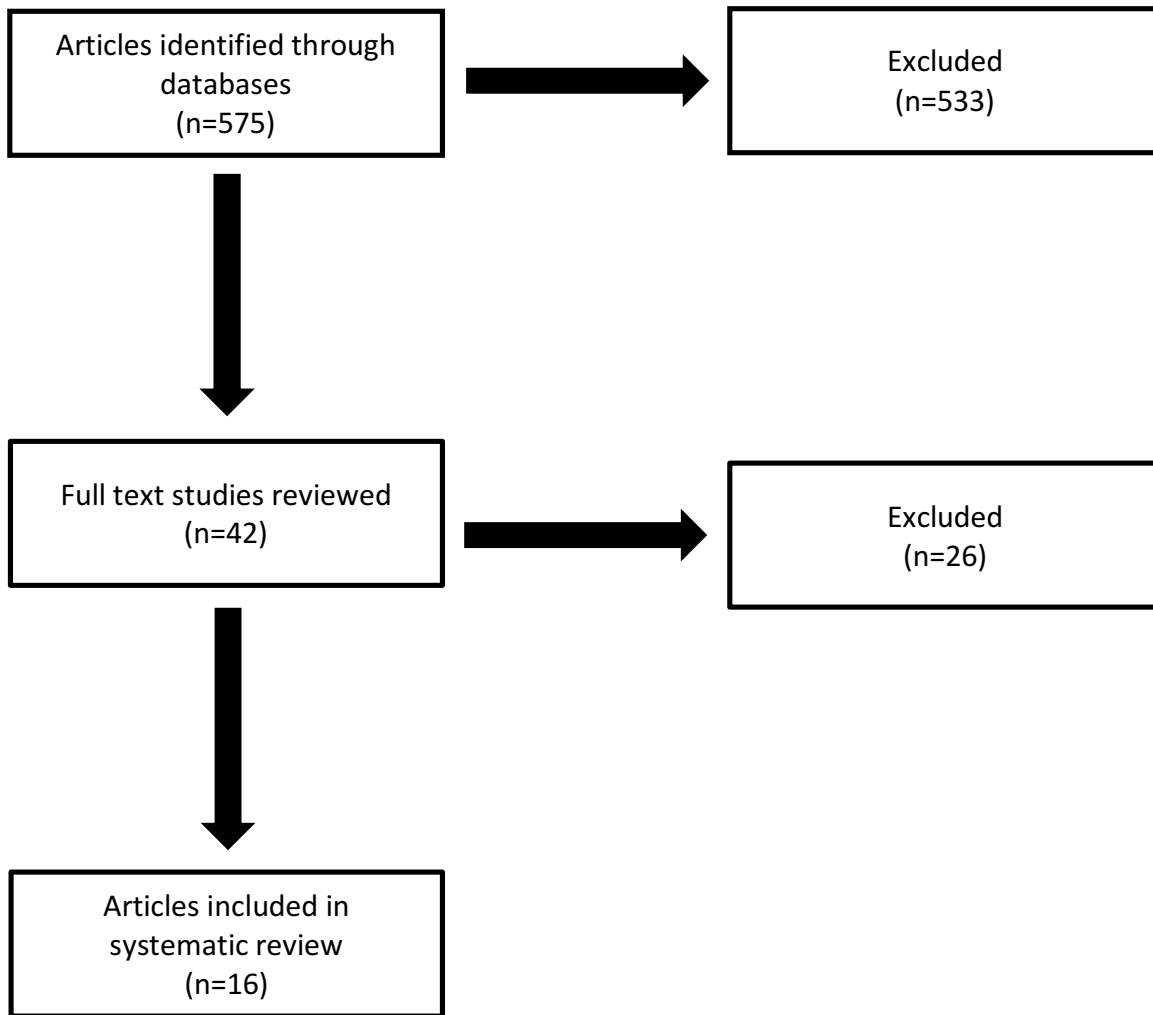 Articles identified through
databases
(n=575)
Excluded
(n=533)
Full text studies reviewed
(n=42)
Excluded
(n=26)
Articles included in
systematic review
(n=16)